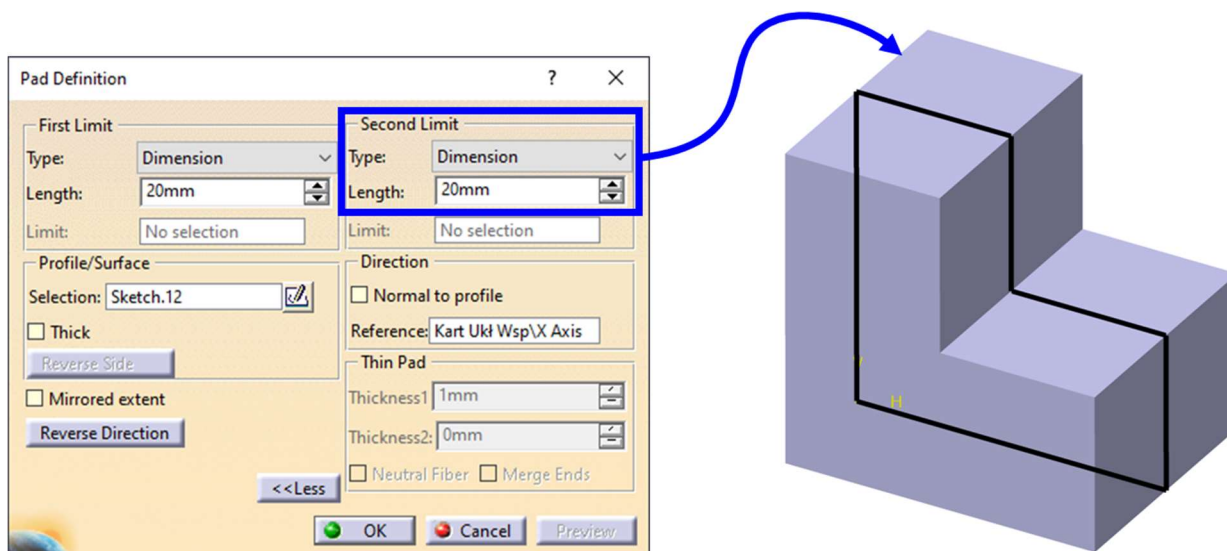 Pad Definition
?
First Limit
Type: Dimension
Length: 20mm
Limit: No selection
Second Limit
Type: Dimension
Length: 20mm
Limit: No selection
Profile/Surface
Selection: Sketch.12
Thick
Reverse Side
Mirrored extent
Reverse Direction
Direction
Normal to profile
Reference: Kart Ukł Wsp\X Axis
Thin Pad
Thickness1 1mm
Thickness2: 0mm
Neutral Fiber Merge Ends
<<Less
OK Cancel Preview
H